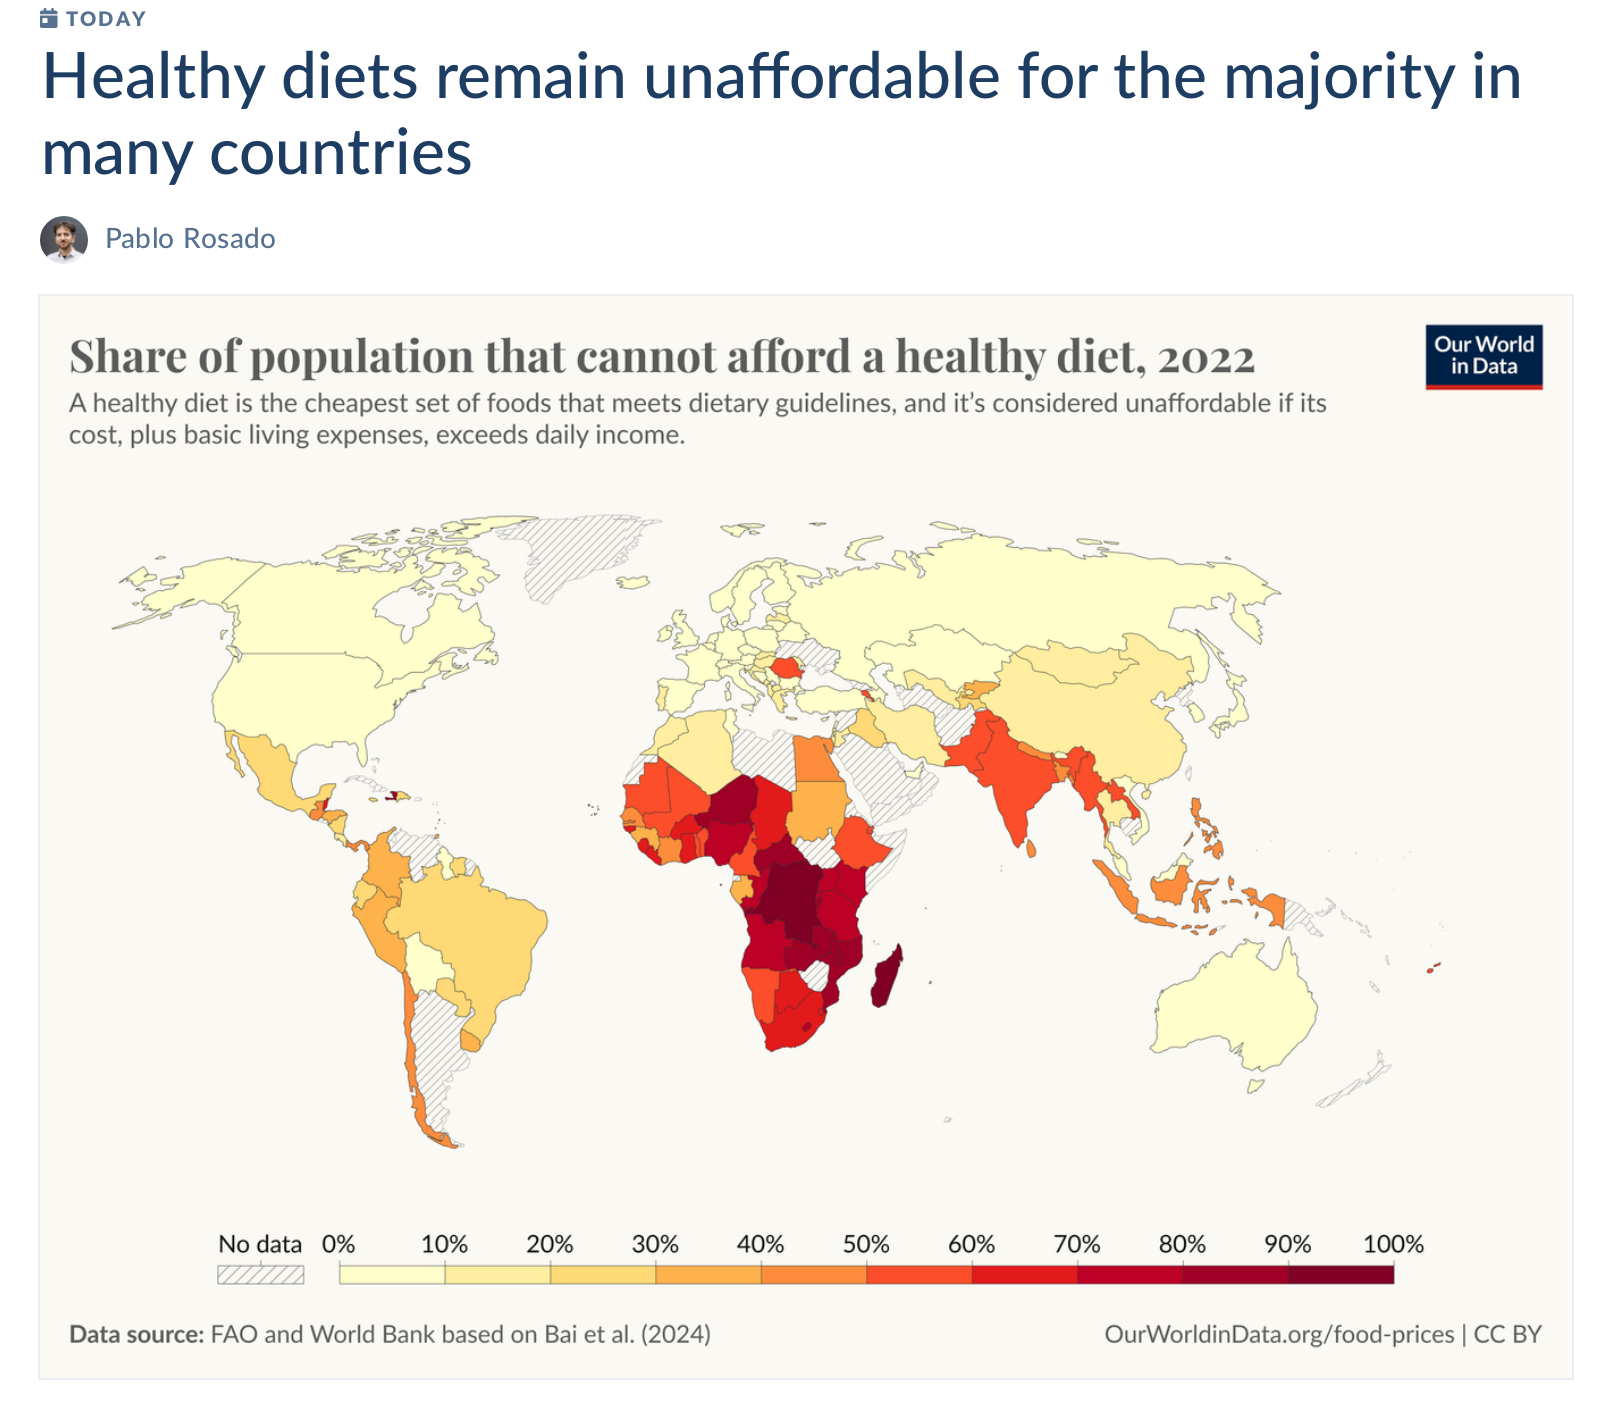 TODAY
Healthy diets remain unaffordable for the majority in
many countries
Pablo Rosado
Share of population that cannot afford a healthy diet, 2022
Our World
in Data
A healthy diet is the cheapest set of foods that meets dietary guidelines, and it’s considered unaffordable if its
cost, plus basic living expenses, exceeds daily income.
No data 0% 10% 20% 30% 40% 50% 60% 70% 80% 90% 100%
Data source: FAO and World Bank based on Bai et al. (2024)
OurWorldinData.org/food-prices | CC BY